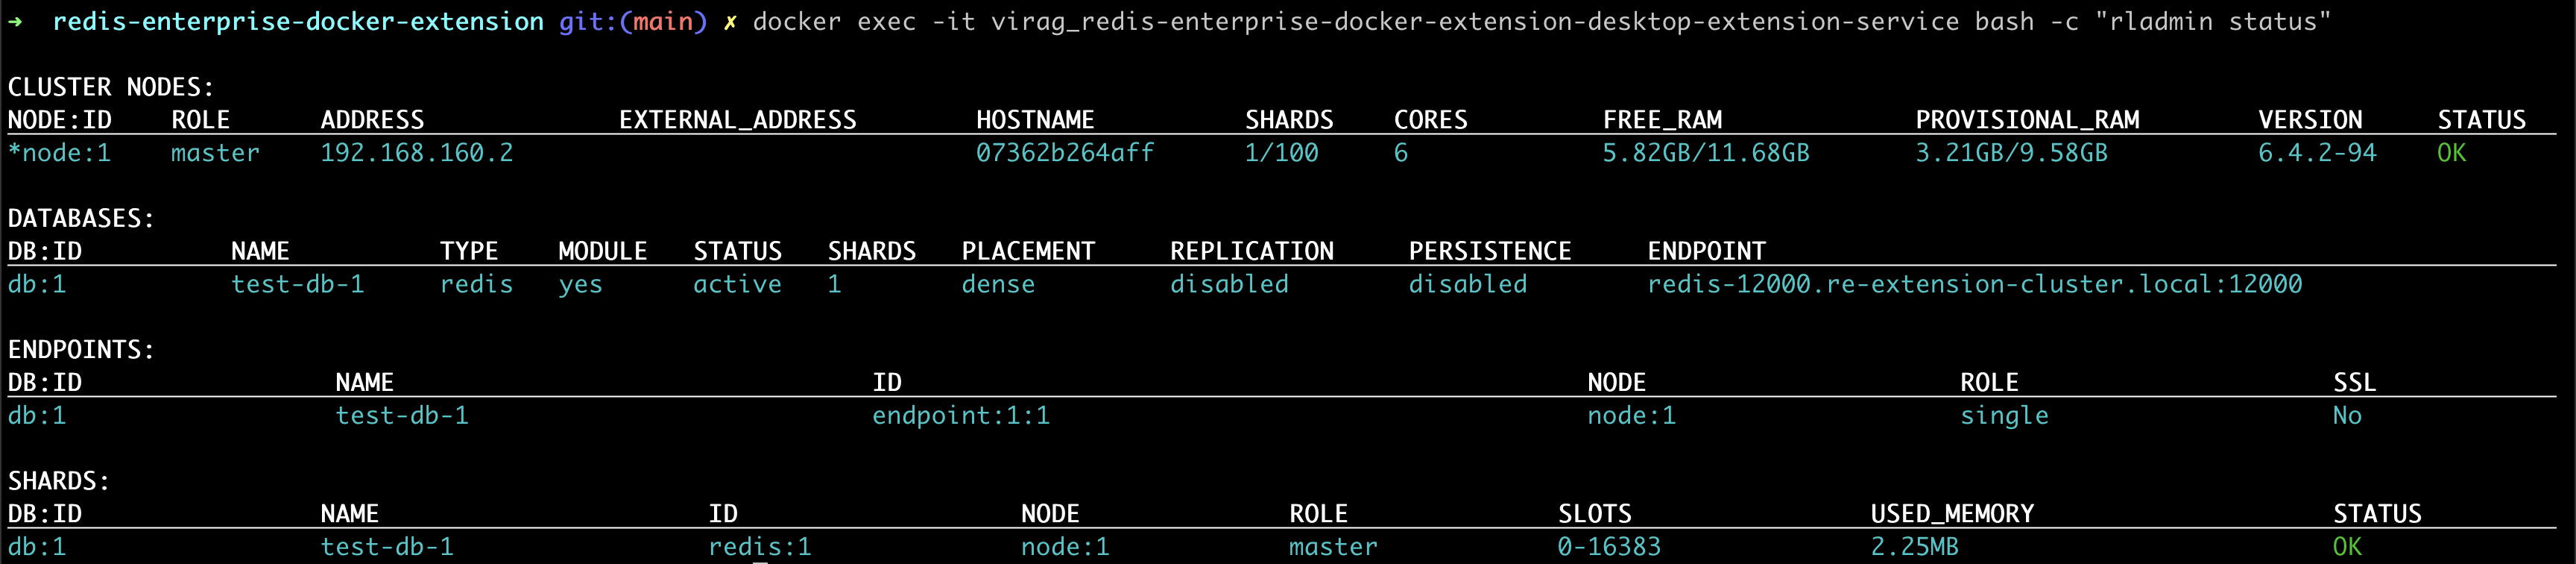 → redis-enterprise-docker-extension git:(main) ✗ docker exec -it virag_redis-enterprise-docker-extension-desktop-extension-service bash -c "rladmin status"
CLUSTER NODES:
NODE:ID ROLE ADDRESS EXTERNAL_ADDRESS HOSTNAME SHARDS CORES FREE_RAM PROVISIONAL_RAM VERSION STATUS
*node:1 master 192.168.160.2 07362b264aff 1/100 6 5.82GB/11.68GB 3.21GB/9.58GB 6.4.2-94 OK
DATABASES:
DB:ID NAME TYPE MODULE STATUS SHARDS PLACEMENT REPLICATION PERSISTENCE ENDPOINT
db:1 test-db-1 redis yes active 1 dense disabled disabled redis-12000.re-extension-cluster.local:12000
ENDPOINTS:
DB:ID NAME ID NODE ROLE SSL
db:1 test-db-1 endpoint:1:1 node:1 single No
SHARDS:
DB:ID NAME ID NODE ROLE SLOTS USED_MEMORY STATUS
db:1 test-db-1 redis:1 node:1 master 0-16383 2.25MB OK